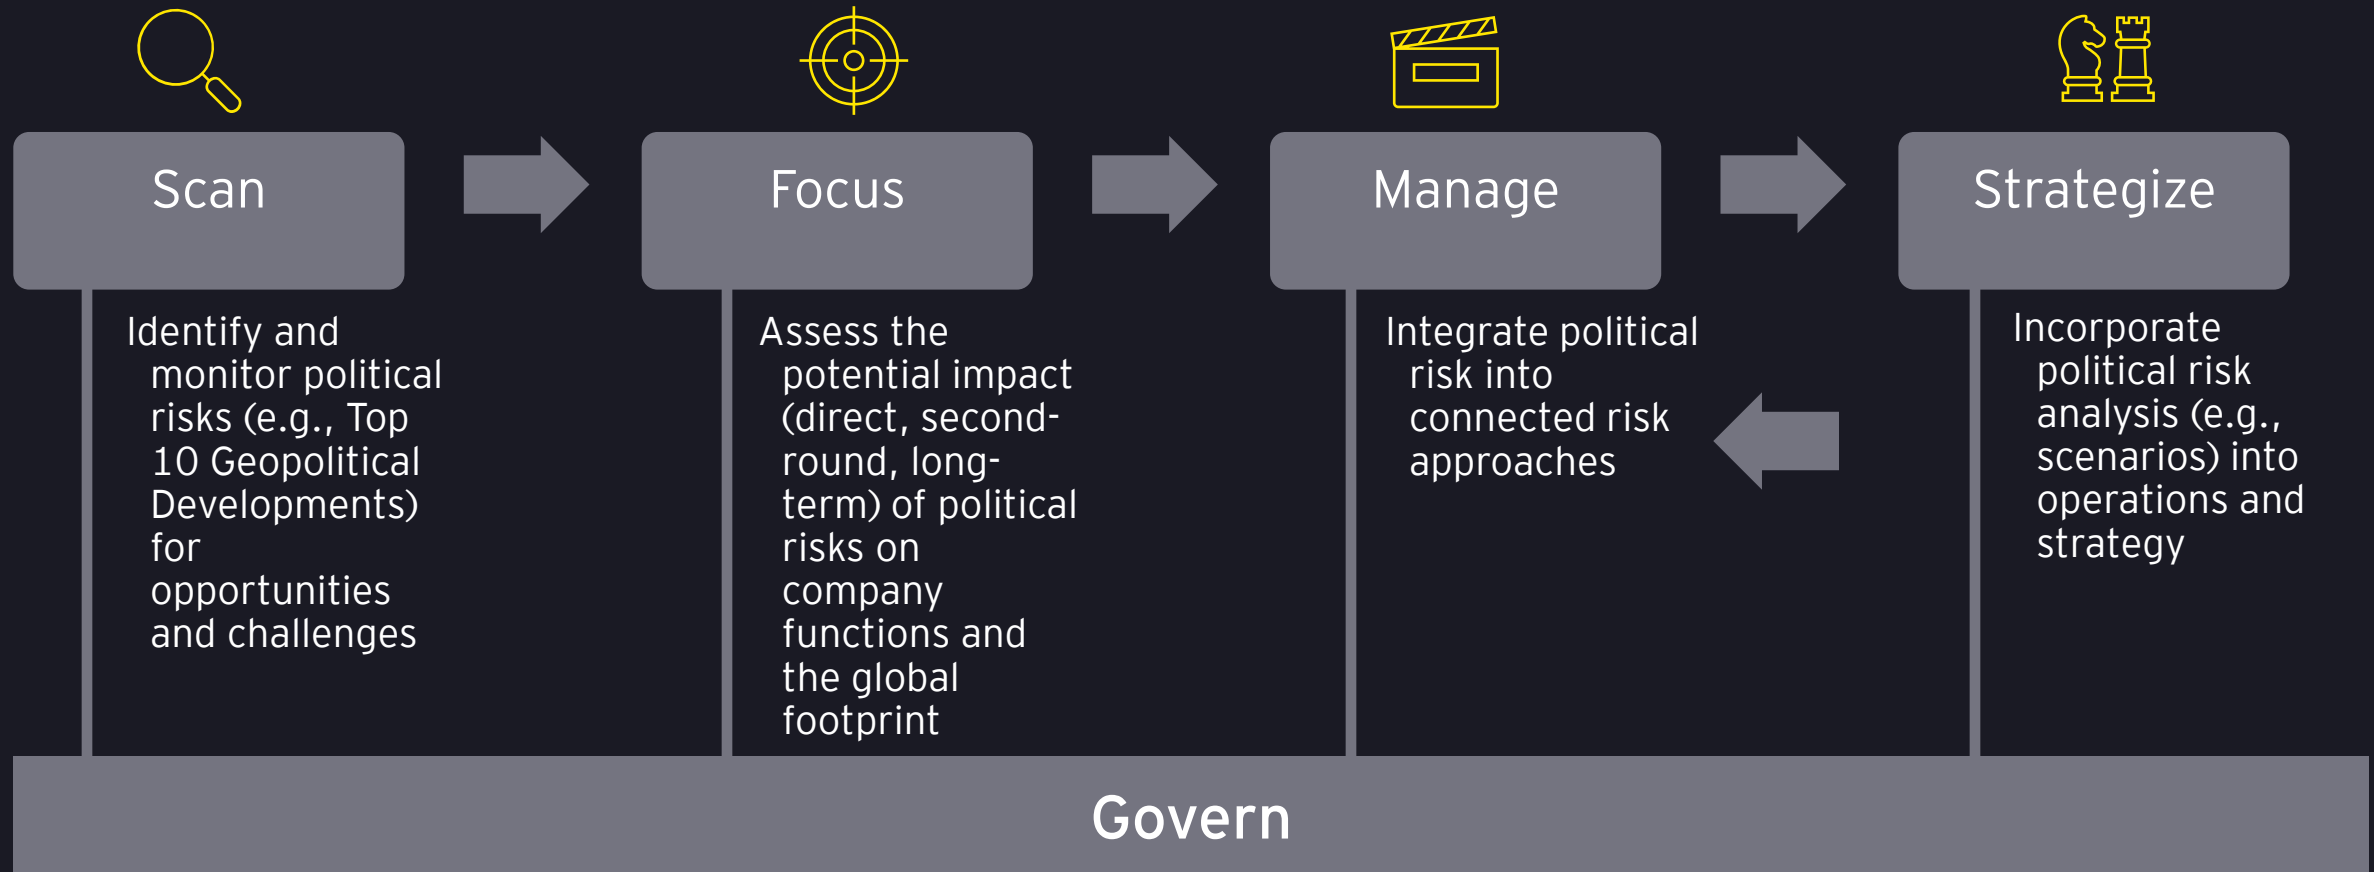 Scan
Identify and
monitor political
risks (e.g., Top
10 Geopolitical
Developments)
for
opportunities
and challenges
Focus
Assess the
potential impact
(direct, second-
round, long-
term) of political
risks on
company
functions and
the global
footprint
Manage
Integrate political
risk into
connected risk
approaches
Strategize
Incorporate
political risk
analysis (e.g.,
scenarios) into
operations and
strategy
Govern